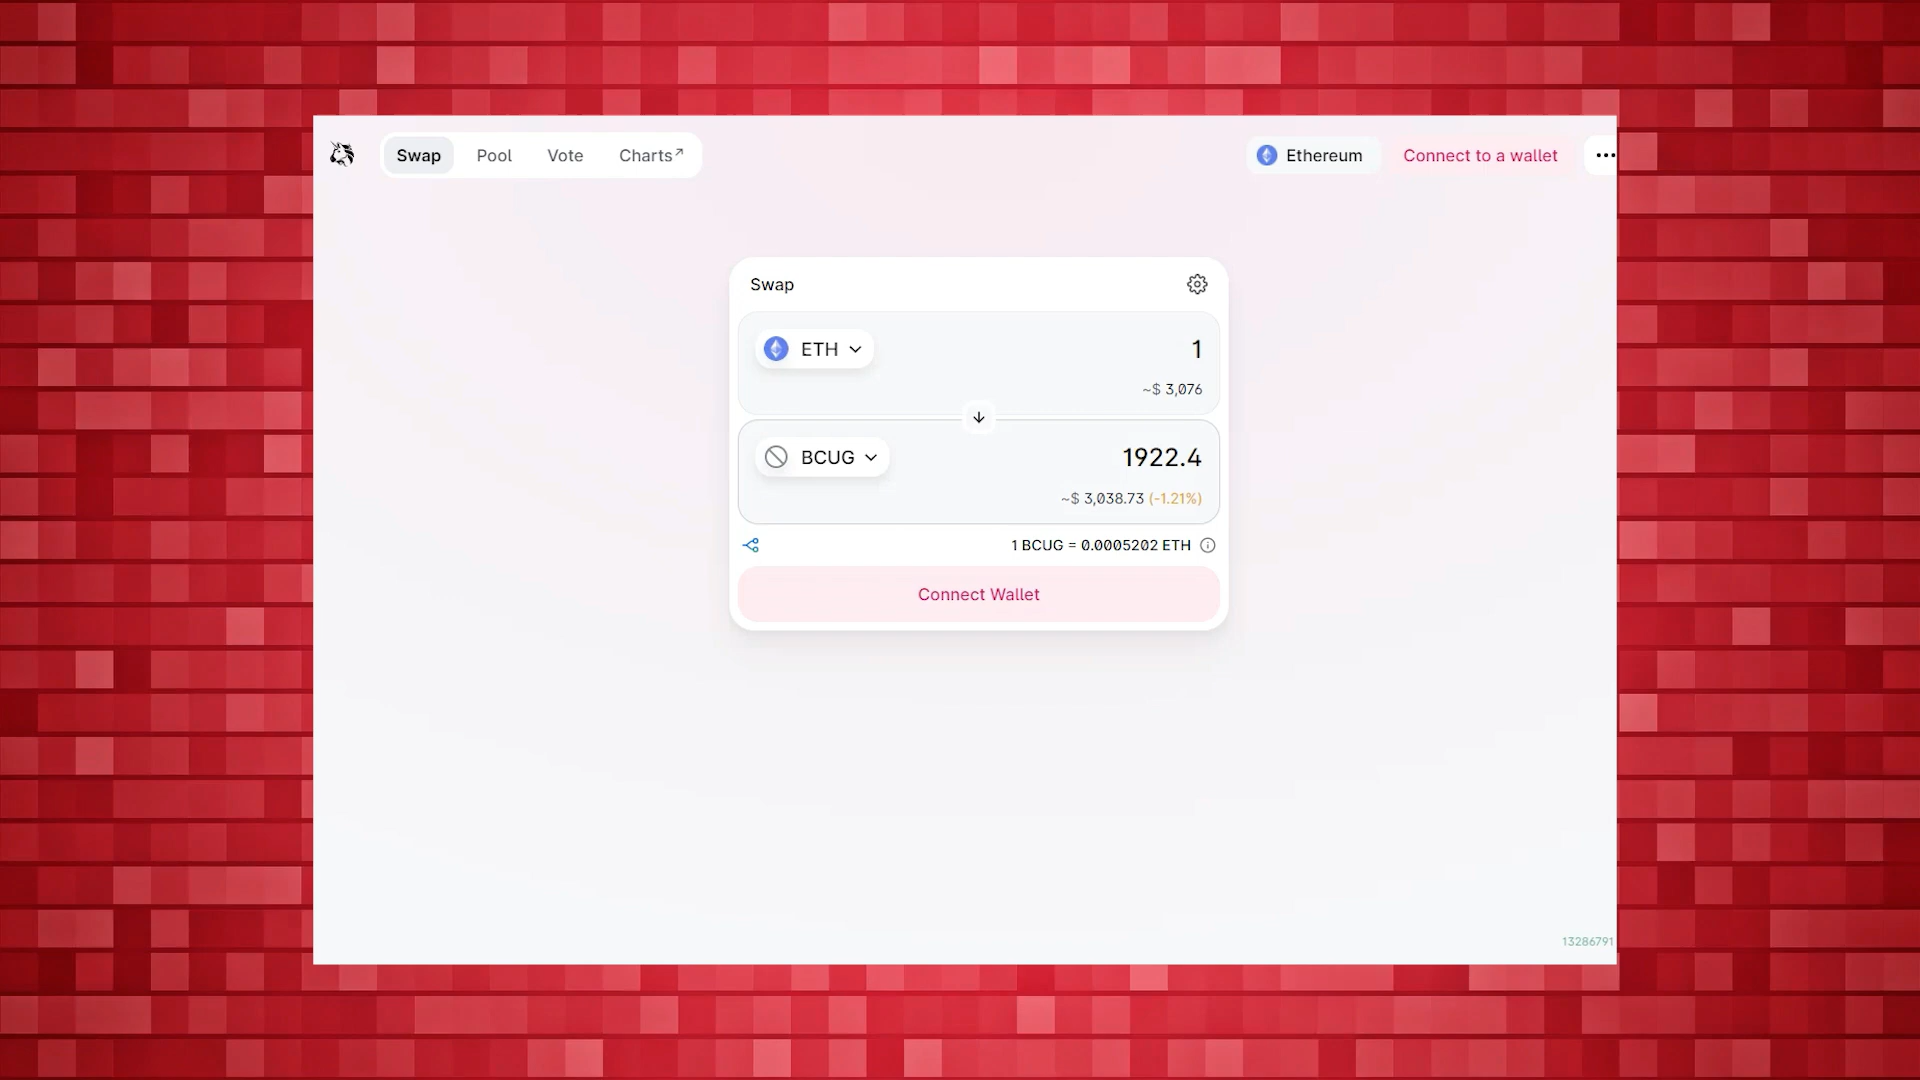 Swap Pool Vote Charts↗ Ethereum Connect to a wallet ...
Swap
ETH 1
~$ 3,076
BCUG 1922.4
~$ 3,038.73 (-1.21%)
1 BCUG = 0.0005202 ETH
Connect Wallet
13286791